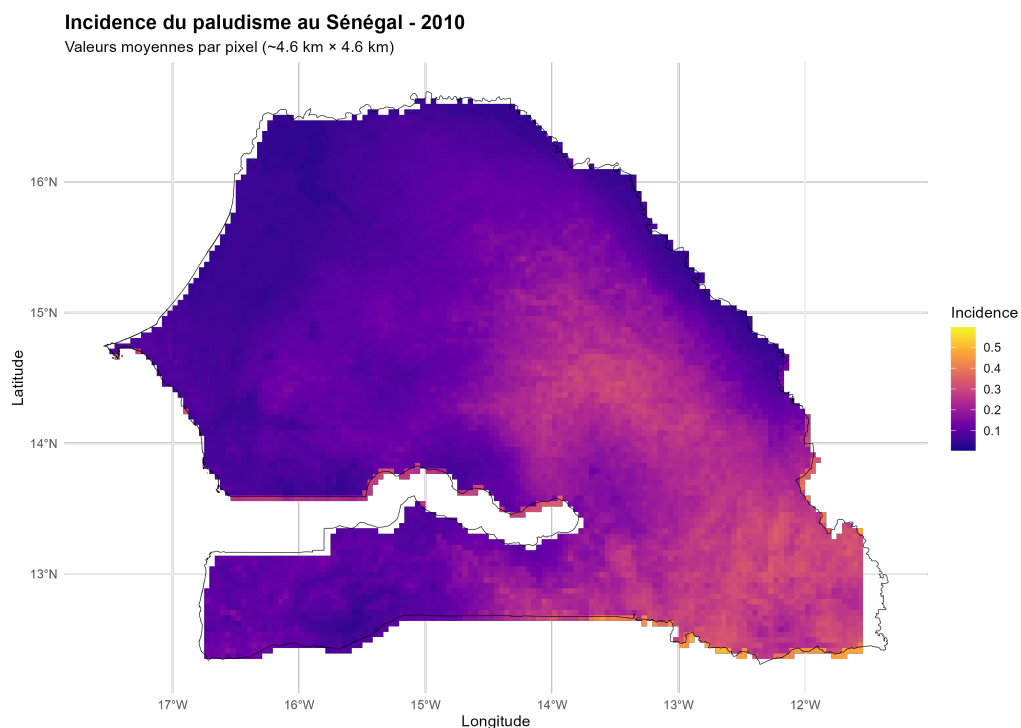 Incidence du paludisme au Sénégal - 2010
Valeurs moyennes par pixel (~4.6 km × 4.6 km)
16°N
15°N
14°N
13°N
Latitude
17°W
16°W
15°W
14°W
13°W
12°W
Longitude
Incidence
0.5
0.4
0.3
0.2
0.1